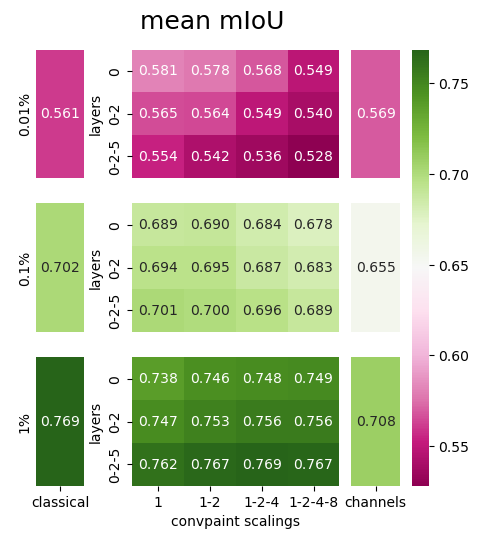 mean mIoU
0.01%
0.561
layers
0 0.581 0.578 0.568 0.549
0-2 0.565 0.564 0.549 0.540
0-2-5 0.554 0.542 0.536 0.528
0.569
0.1%
0.702
layers
0 0.689 0.690 0.684 0.678
0-2 0.694 0.695 0.687 0.683
0-2-5 0.701 0.700 0.696 0.689
0.655
1%
0.769
layers
0 0.738 0.746 0.748 0.749
0-2 0.747 0.753 0.756 0.756
0-2-5 0.762 0.767 0.769 0.767
0.708
classical 1 1-2 1-2-4 1-2-4-8 channels
convpaint scalings
0.75
0.70
0.65
0.60
0.55